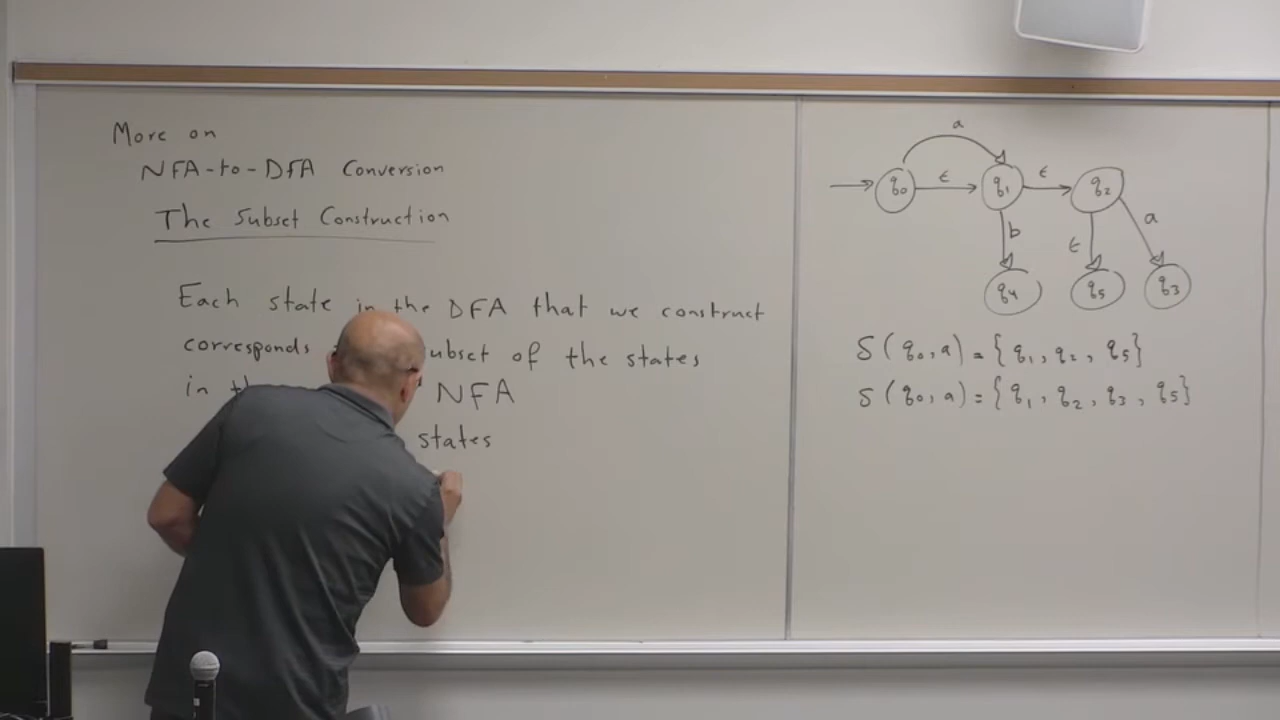 More on
NFA-to-DFA Conversion
The Subset Construction
Each state in the DFA that we construct
corresponds ubset of the states
in th NFA
states
a
q0 ϵ q1 ϵ q2
b ϵ a
q4 q5 q3
δ(q0, a) = {q1, q2, q5}
δ(q0, a) = {q1, q2, q3, q5}